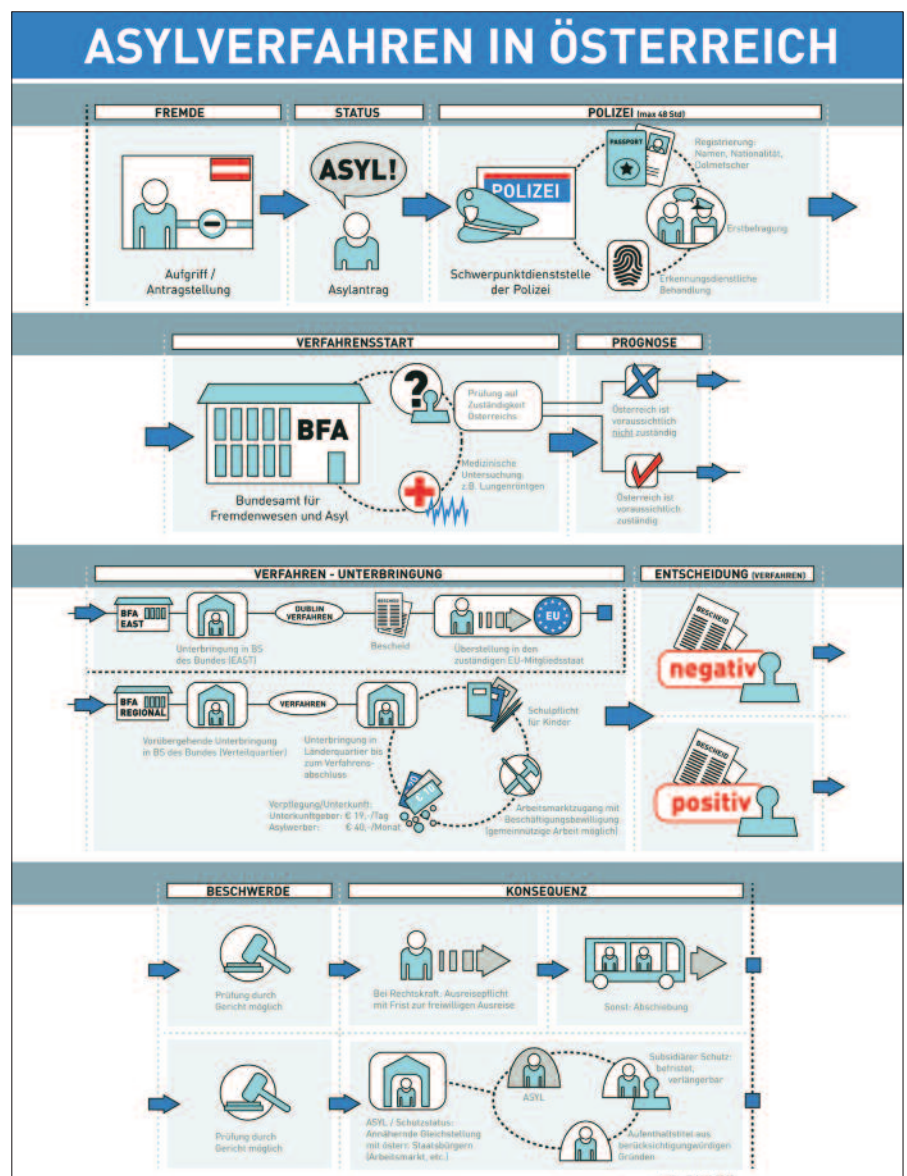 ASYLVERFAHREN IN ÖSTERREICH
FREMDE
STATUS
POLIZEI (max 48 Std)
ASYL!
POLIZEI
PASSPORT
Registrierung:
Namen, Nationalität,
Dolmetscher
Erstbefragung
Erkennungsdienstliche
Behandlung
Aufgriff /
Antragstellung
Asylantrag
Schwerpunktdienststelle
der Polizei
VERFAHRENSSTART
PROGNOSE
BFA
?
Prüfung auf
Zuständigkeit
Österreichs
Medizinische
Untersuchung:
z.B. Lungenröntgen
Bundesamt für
Fremdenwesen und Asyl
Österreich ist
voraussichtlich
nicht zuständig
Österreich ist
voraussichtlich
zuständig
VERFAHREN - UNTERBRINGUNG
ENTSCHEIDUNG (VERFAHREN)
BFA
EAST
DUBLIN
VERFAHREN
EU
Unterbringung in BS
des Bundes (EAST)
Bescheid
Überstellung in den
zuständigen EU-Mitgliedsstaat
BESCHEID
negativ
BFA
REGIONAL
VERFAHREN
Schulpflicht
für Kinder
Vorübergehende Unterbringung
in BS des Bundes (Verteilquartier)
Unterbringung in
Länderquartier bis
zum Verfahrens-
abschluss
€ 10
Verpflegung/Unterkunft:
Unterkunftgeber: € 19,-/Tag
Asylwerber: € 40,-/Monat
Arbeitsmarktzugang mit
Beschäftigungsbewilligung
(gemeinnützige Arbeit möglich)
BESCHEID
positiv
BESCHWERDE
KONSEQUENZ
Prüfung durch
Gericht möglich
Bei Rechtskraft: Ausreisepflicht
mit Frist zur freiwilligen Ausreise
Sonst: Abschiebung
Prüfung durch
Gericht möglich
ASYL / Schutzstatus:
Annähernde Gleichstellung
mit österr. Staatsbürgern
(Arbeitsmarkt, etc.)
ASYL
Subsidiärer Schutz:
befristet,
verlängerbar
Aufenthaltstitel aus
berücksichtigungwürdigen
Gründen